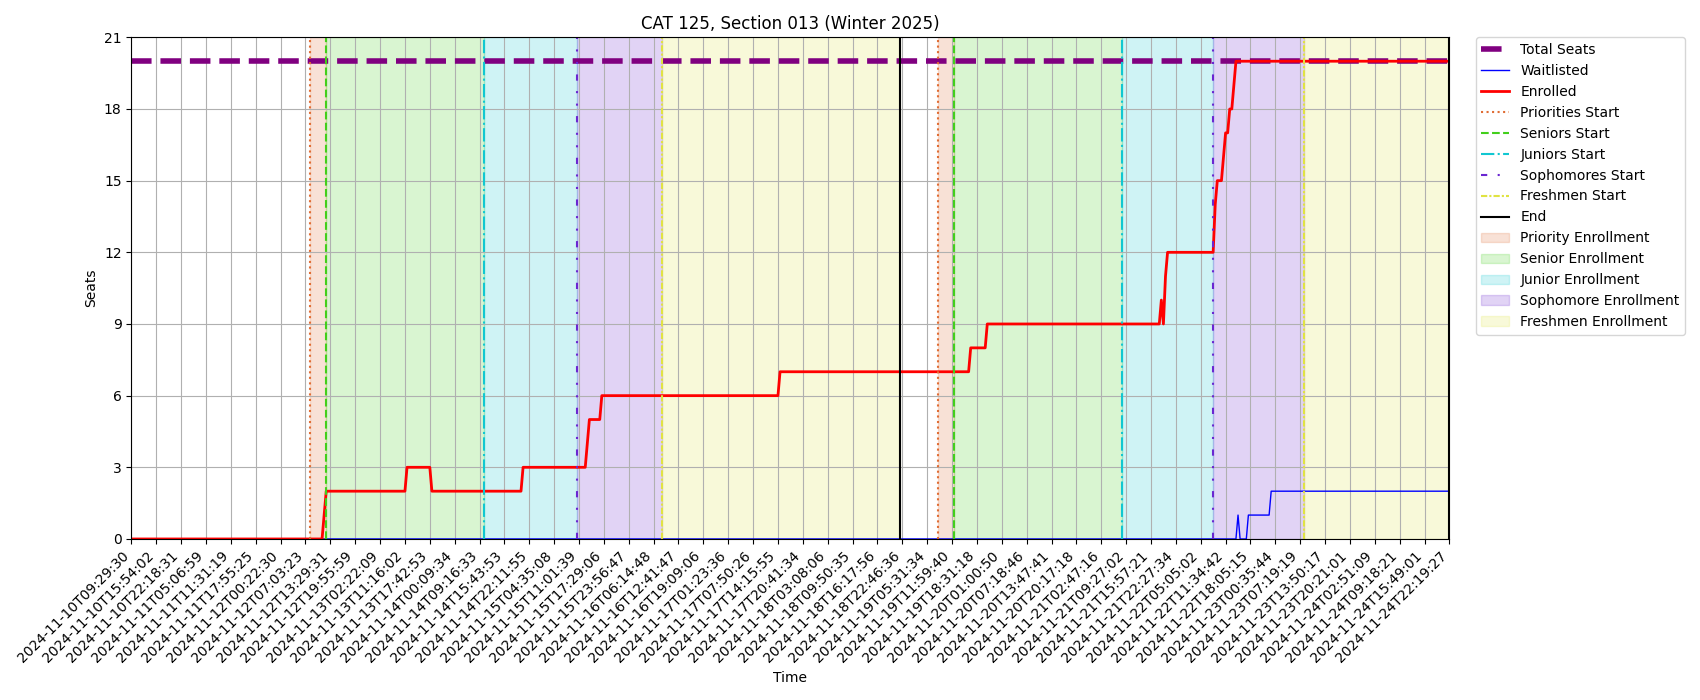 CAT 125, Section 013 (Winter 2025)
21
18
15
12
9
6
3
0
Seats
2024-11-10T09:29:30
2024-11-10T15:54:02
2024-11-10T22:18:31
2024-11-11T05:06:59
2024-11-11T11:31:19
2024-11-11T17:55:25
2024-11-12T00:22:30
2024-11-12T07:03:23
2024-11-12T13:29:31
2024-11-12T19:55:59
2024-11-13T02:22:09
2024-11-13T11:16:02
2024-11-13T17:42:53
2024-11-14T00:09:34
2024-11-14T09:16:33
2024-11-14T15:43:53
2024-11-14T22:11:55
2024-11-15T04:35:08
2024-11-15T11:01:39
2024-11-15T17:29:06
2024-11-15T23:56:47
2024-11-16T06:14:48
2024-11-16T12:41:47
2024-11-16T19:09:06
2024-11-17T01:23:36
2024-11-17T07:50:26
2024-11-17T14:15:55
2024-11-17T20:41:34
2024-11-18T03:08:06
2024-11-18T09:50:35
2024-11-18T16:17:56
2024-11-18T22:46:36
2024-11-19T05:31:34
2024-11-19T11:59:40
2024-11-19T18:31:18
2024-11-20T01:00:50
2024-11-20T07:18:46
2024-11-20T13:47:41
2024-11-20T20:17:18
2024-11-21T02:47:16
2024-11-21T09:27:02
2024-11-21T15:57:21
2024-11-21T22:27:34
2024-11-22T05:05:02
2024-11-22T11:34:42
2024-11-22T18:05:15
2024-11-23T00:35:44
2024-11-23T07:19:19
2024-11-23T13:50:17
2024-11-23T20:21:01
2024-11-24T02:51:09
2024-11-24T09:18:21
2024-11-24T15:49:01
2024-11-24T22:19:27
Time
Total Seats
Waitlisted
Enrolled
Priorities Start
Seniors Start
Juniors Start
Sophomores Start
Freshmen Start
End
Priority Enrollment
Senior Enrollment
Junior Enrollment
Sophomore Enrollment
Freshmen Enrollment